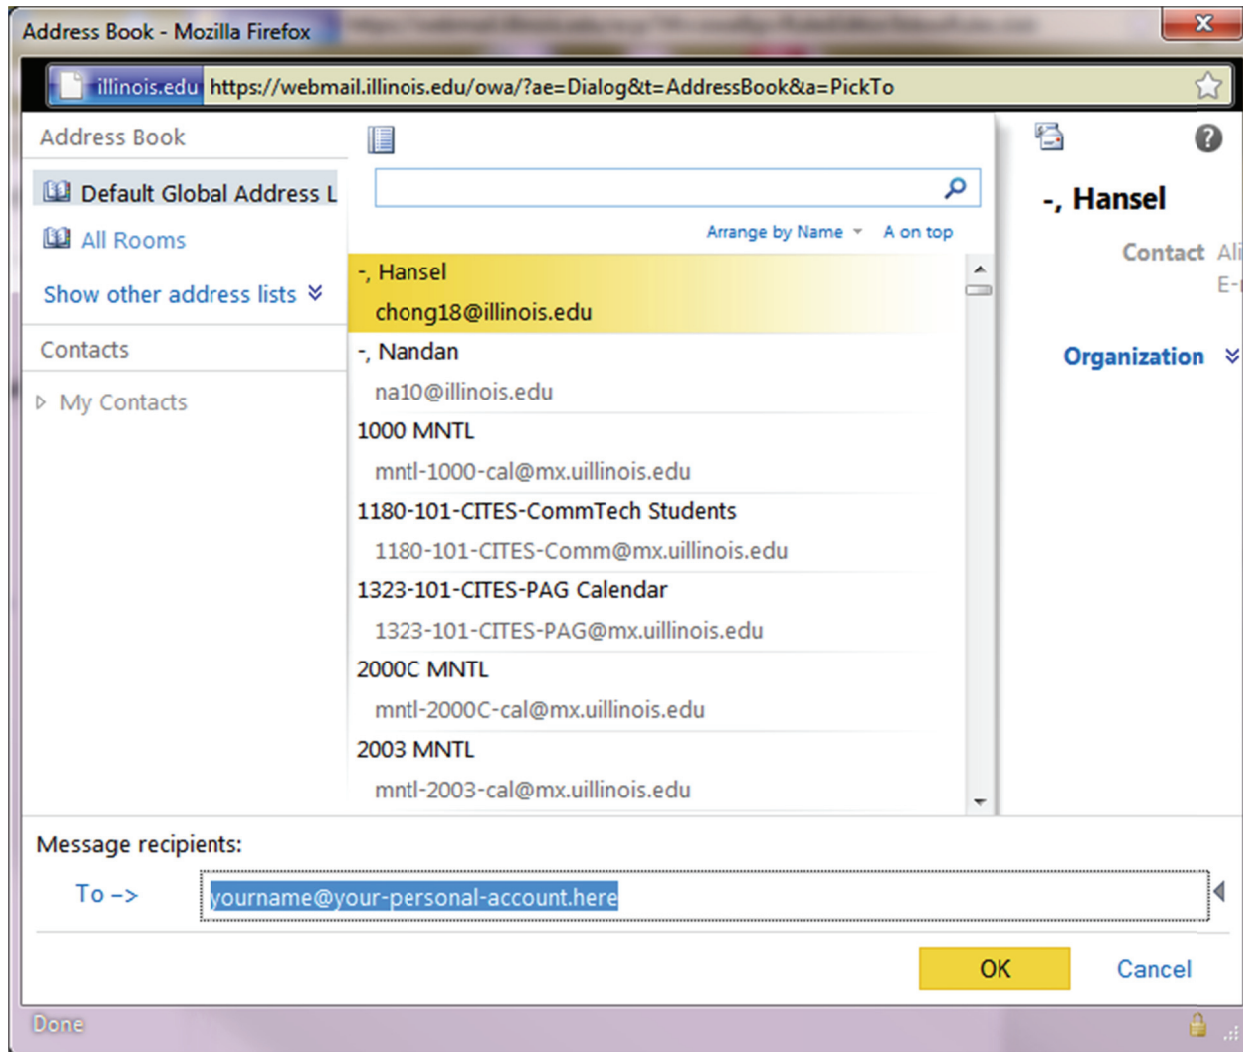 Address Book - Mozilla Firefox
x
illinois.edu https://webmail.illinois.edu/owa/?ae=Dialog&t=AddressBook&a=PickTo
Address Book
Default Global Address L
All Rooms
Show other address lists
Contacts
My Contacts
Arrange by Name A on top
-, Hansel
chong18@illinois.edu
-, Nandan
na10@illinois.edu
1000 MNTL
mntl-1000-cal@mx.uillinois.edu
1180-101-CITES-CommTech Students
1180-101-CITES-Comm@mx.uillinois.edu
1323-101-CITES-PAG Calendar
1323-101-CITES-PAG@mx.uillinois.edu
2000C MNTL
mntl-2000C-cal@mx.uillinois.edu
2003 MNTL
mntl-2003-cal@mx.uillinois.edu
?
-, Hansel
Contact Ali
E-
Organization
Message recipients:
To ->
yourname@your-personal-account.here
OK Cancel
Done